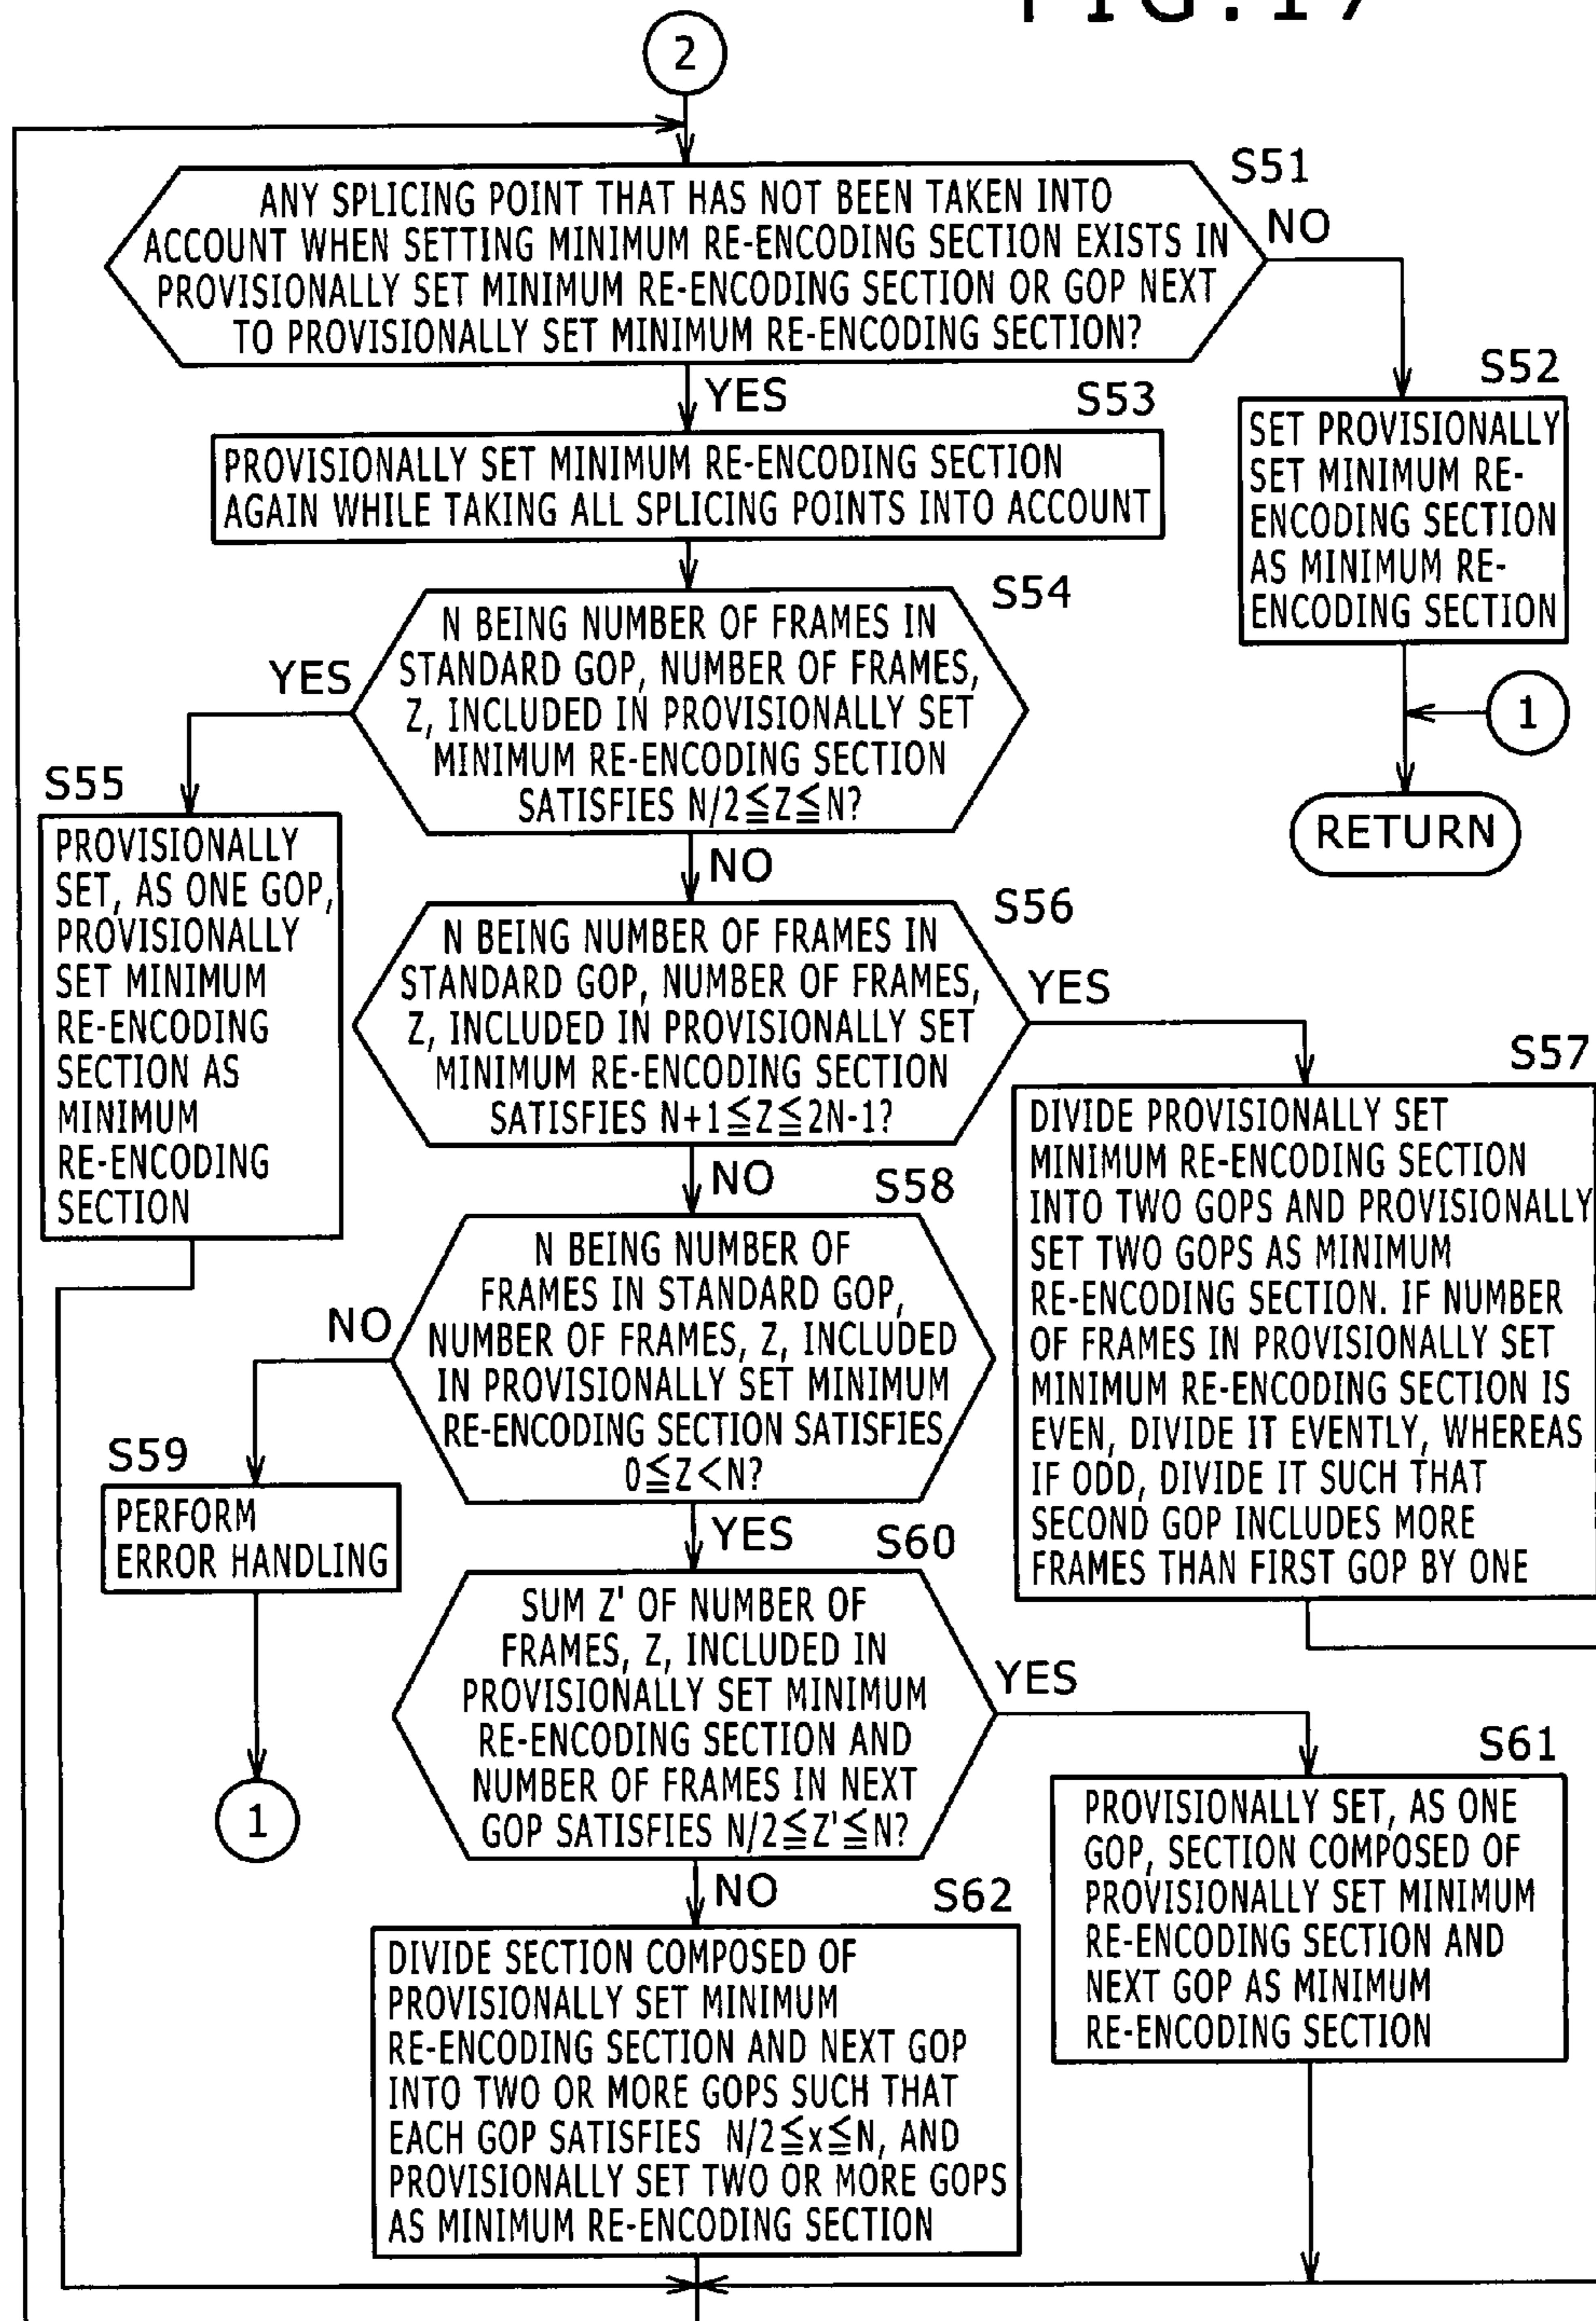 FIG.17
2
S51
ANY SPLICING POINT THAT HAS NOT BEEN TAKEN INTO
ACCOUNT WHEN SETTING MINIMUM RE-ENCODING SECTION EXISTS IN
PROVISIONALLY SET MINIMUM RE-ENCODING SECTION OR GOP NEXT
TO PROVISIONALLY SET MINIMUM RE-ENCODING SECTION?
NO
YES
S52
SET PROVISIONALLY
SET MINIMUM RE-
ENCODING SECTION
AS MINIMUM RE-
ENCODING SECTION
1
RETURN
S53
PROVISIONALLY SET MINIMUM RE-ENCODING SECTION
AGAIN WHILE TAKING ALL SPLICING POINTS INTO ACCOUNT
S54
N BEING NUMBER OF FRAMES IN
STANDARD GOP, NUMBER OF FRAMES,
Z, INCLUDED IN PROVISIONALLY SET
MINIMUM RE-ENCODING SECTION
SATISFIES N/2≦Z≦N?
YES
NO
S55
PROVISIONALLY
SET, AS ONE GOP,
PROVISIONALLY
SET MINIMUM
RE-ENCODING
SECTION AS
MINIMUM
RE-ENCODING
SECTION
S56
N BEING NUMBER OF FRAMES IN
STANDARD GOP, NUMBER OF FRAMES,
Z, INCLUDED IN PROVISIONALLY SET
MINIMUM RE-ENCODING SECTION
SATISFIES N+1≦Z≦2N-1?
YES
NO
S57
DIVIDE PROVISIONALLY SET
MINIMUM RE-ENCODING SECTION
INTO TWO GOPS AND PROVISIONALLY
SET TWO GOPS AS MINIMUM
RE-ENCODING SECTION. IF NUMBER
OF FRAMES IN PROVISIONALLY SET
MINIMUM RE-ENCODING SECTION IS
EVEN, DIVIDE IT EVENTLY, WHEREAS
IF ODD, DIVIDE IT SUCH THAT
SECOND GOP INCLUDES MORE
FRAMES THAN FIRST GOP BY ONE
S58
N BEING NUMBER OF
FRAMES IN STANDARD GOP,
NUMBER OF FRAMES, Z, INCLUDED
IN PROVISIONALLY SET MINIMUM
RE-ENCODING SECTION SATISFIES
0≦Z<N?
NO
YES
S59
PERFORM
ERROR HANDLING
1
S60
SUM Z' OF NUMBER OF
FRAMES, Z, INCLUDED IN
PROVISIONALLY SET MINIMUM
RE-ENCODING SECTION AND
NUMBER OF FRAMES IN NEXT
GOP SATISFIES N/2≦Z'≦N?
YES
NO
S61
PROVISIONALLY SET, AS ONE
GOP, SECTION COMPOSED OF
PROVISIONALLY SET MINIMUM
RE-ENCODING SECTION AND
NEXT GOP AS MINIMUM
RE-ENCODING SECTION
S62
DIVIDE SECTION COMPOSED OF
PROVISIONALLY SET MINIMUM
RE-ENCODING SECTION AND NEXT GOP
INTO TWO OR MORE GOPS SUCH THAT
EACH GOP SATISFIES N/2≦x≦N, AND
PROVISIONALLY SET TWO OR MORE GOPS
AS MINIMUM RE-ENCODING SECTION